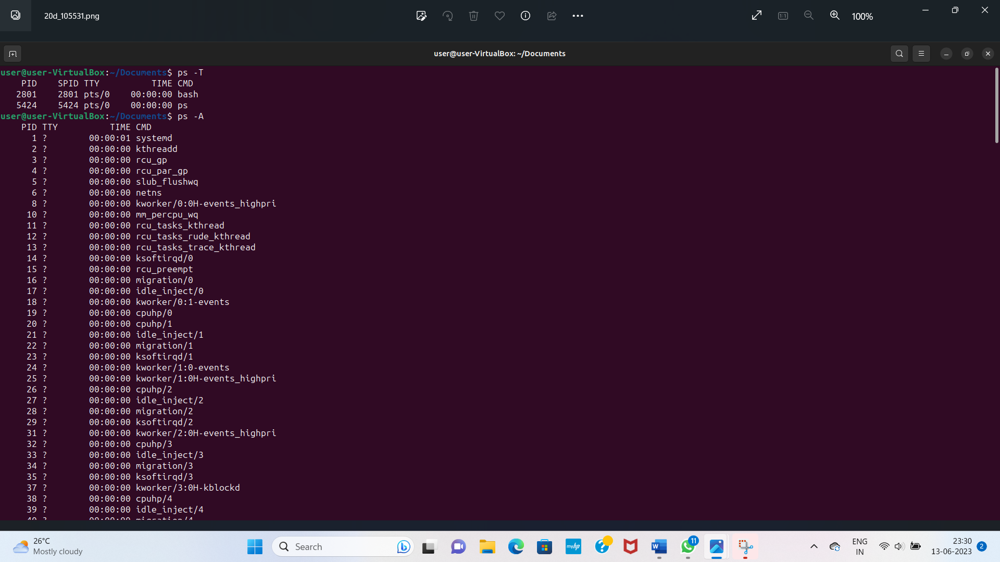 20d_105531.png
100%
user@user-VirtualBox: ~/Documents
user@user-VirtualBox:~/Documents$ ps -T
PID SPID TTY TIME CMD
2801 2801 pts/0 00:00:00 bash
5424 5424 pts/0 00:00:00 ps
user@user-VirtualBox:~/Documents$ ps -A
PID TTY TIME CMD
1 ? 00:00:01 systemd
2 ? 00:00:00 kthreadd
3 ? 00:00:00 rcu_gp
4 ? 00:00:00 rcu_par_gp
5 ? 00:00:00 slub_flushwq
6 ? 00:00:00 netns
8 ? 00:00:00 kworker/0:0H-events_highpri
10 ? 00:00:00 mm_percpu_wq
11 ? 00:00:00 rcu_tasks_kthread
12 ? 00:00:00 rcu_tasks_rude_kthread
13 ? 00:00:00 rcu_tasks_trace_kthread
14 ? 00:00:00 ksoftirqd/0
15 ? 00:00:00 rcu_preempt
16 ? 00:00:00 migration/0
17 ? 00:00:00 idle_inject/0
18 ? 00:00:00 kworker/0:1-events
19 ? 00:00:00 cpuhp/0
20 ? 00:00:00 cpuhp/1
21 ? 00:00:00 idle_inject/1
22 ? 00:00:00 migration/1
23 ? 00:00:00 ksoftirqd/1
24 ? 00:00:00 kworker/1:0-events
25 ? 00:00:00 kworker/1:0H-events_highpri
26 ? 00:00:00 cpuhp/2
27 ? 00:00:00 idle_inject/2
28 ? 00:00:00 migration/2
29 ? 00:00:00 ksoftirqd/2
31 ? 00:00:00 kworker/2:0H-events_highpri
32 ? 00:00:00 cpuhp/3
33 ? 00:00:00 idle_inject/3
34 ? 00:00:00 migration/3
35 ? 00:00:00 ksoftirqd/3
37 ? 00:00:00 kworker/3:0H-kblockd
38 ? 00:00:00 cpuhp/4
39 ? 00:00:00 idle_inject/4
40 ? 00:00:00 migration/4
26°C
Mostly cloudy
Search
myhp
11
ENG
IN
23:30
13-06-2023
2